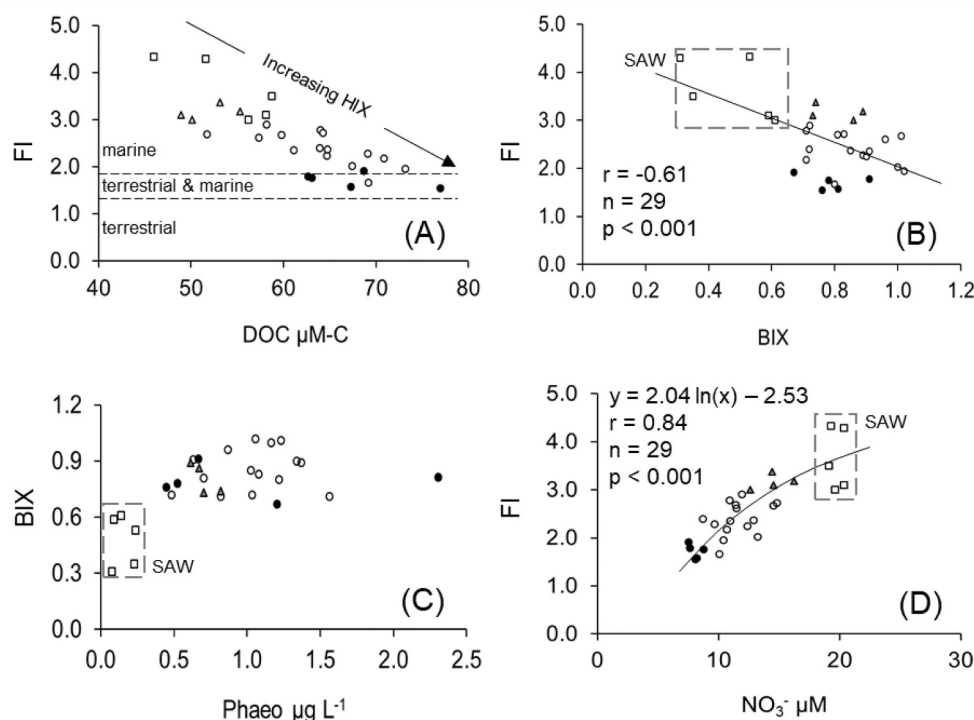 (A)
5.0
4.0
3.0
2.0
1.0
0.0
FI
Increasing HIX
marine
terrestrial & marine
terrestrial
40
50
60
70
80
DOC µM-C
(B)
5.0
4.0
3.0
2.0
1.0
0.0
FI
SAW
r = -0.61
n = 29
p < 0.001
0.0
0.2
0.4
0.6
0.8
1.0
1.2
BIX
(C)
1.2
0.9
0.6
0.3
0.0
BIX
SAW
0.0
0.5
1.0
1.5
2.0
2.5
Phaeo µg L⁻¹
(D)
5.0
4.0
3.0
2.0
1.0
0.0
FI
y = 2.04 ln(x) – 2.53
r = 0.84
n = 29
p < 0.001
SAW
0
10
20
30
NO₃⁻ µM